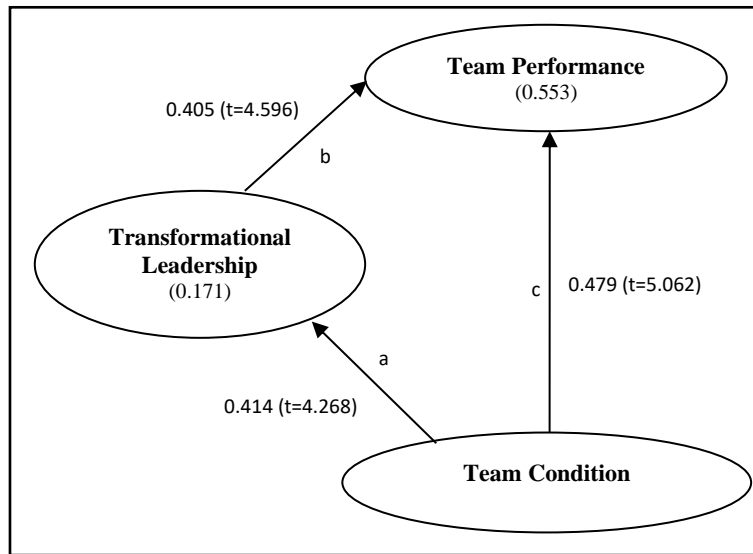 Team Performance
(0.553)
0.405 (t=4.596)
b
Transformational
Leadership
(0.171)
c
0.479 (t=5.062)
a
0.414 (t=4.268)
Team Condition